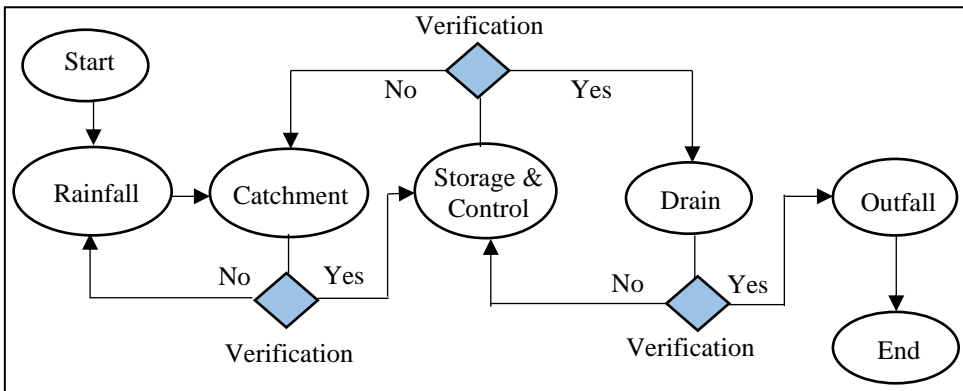 Verification
Start
No
Yes
Rainfall
Catchment
Storage &
Control
Drain
Outfall
No
Yes
No
Yes
Verification
Verification
End